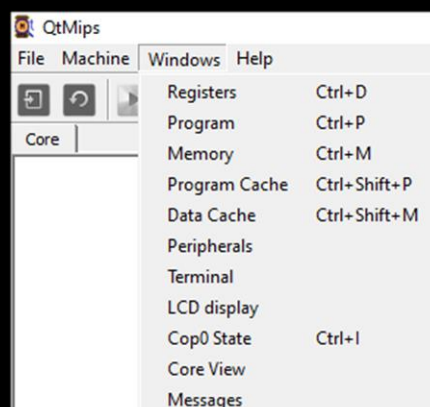 QtMips
File Machine Windows Help
Registers Ctrl+D
Program Ctrl+P
Core
Memory Ctrl+M
Program Cache Ctrl+Shift+P
Data Cache Ctrl+Shift+M
Peripherals
Terminal
LCD display
Cop0 State Ctrl+I
Core View
Messages